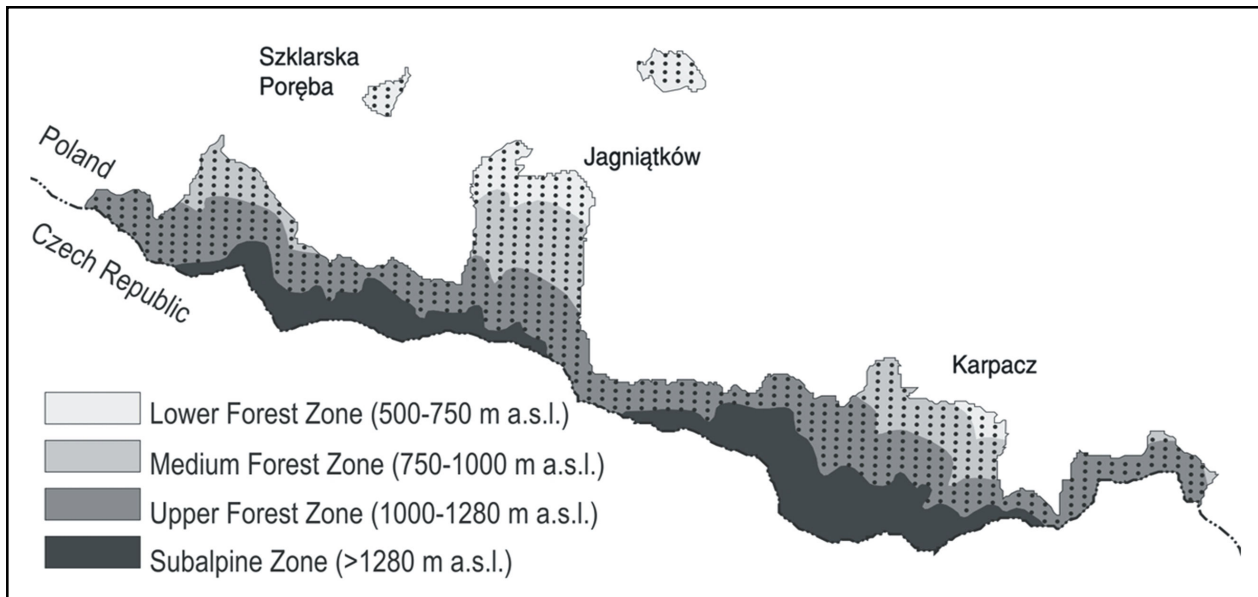 Szklarska
Poręba
Jagniątków
Poland
Czech Republic
Karpacz
Lower Forest Zone (500-750 m a.s.l.)
Medium Forest Zone (750-1000 m a.s.l.)
Upper Forest Zone (1000-1280 m a.s.l.)
Subalpine Zone (>1280 m a.s.l.)